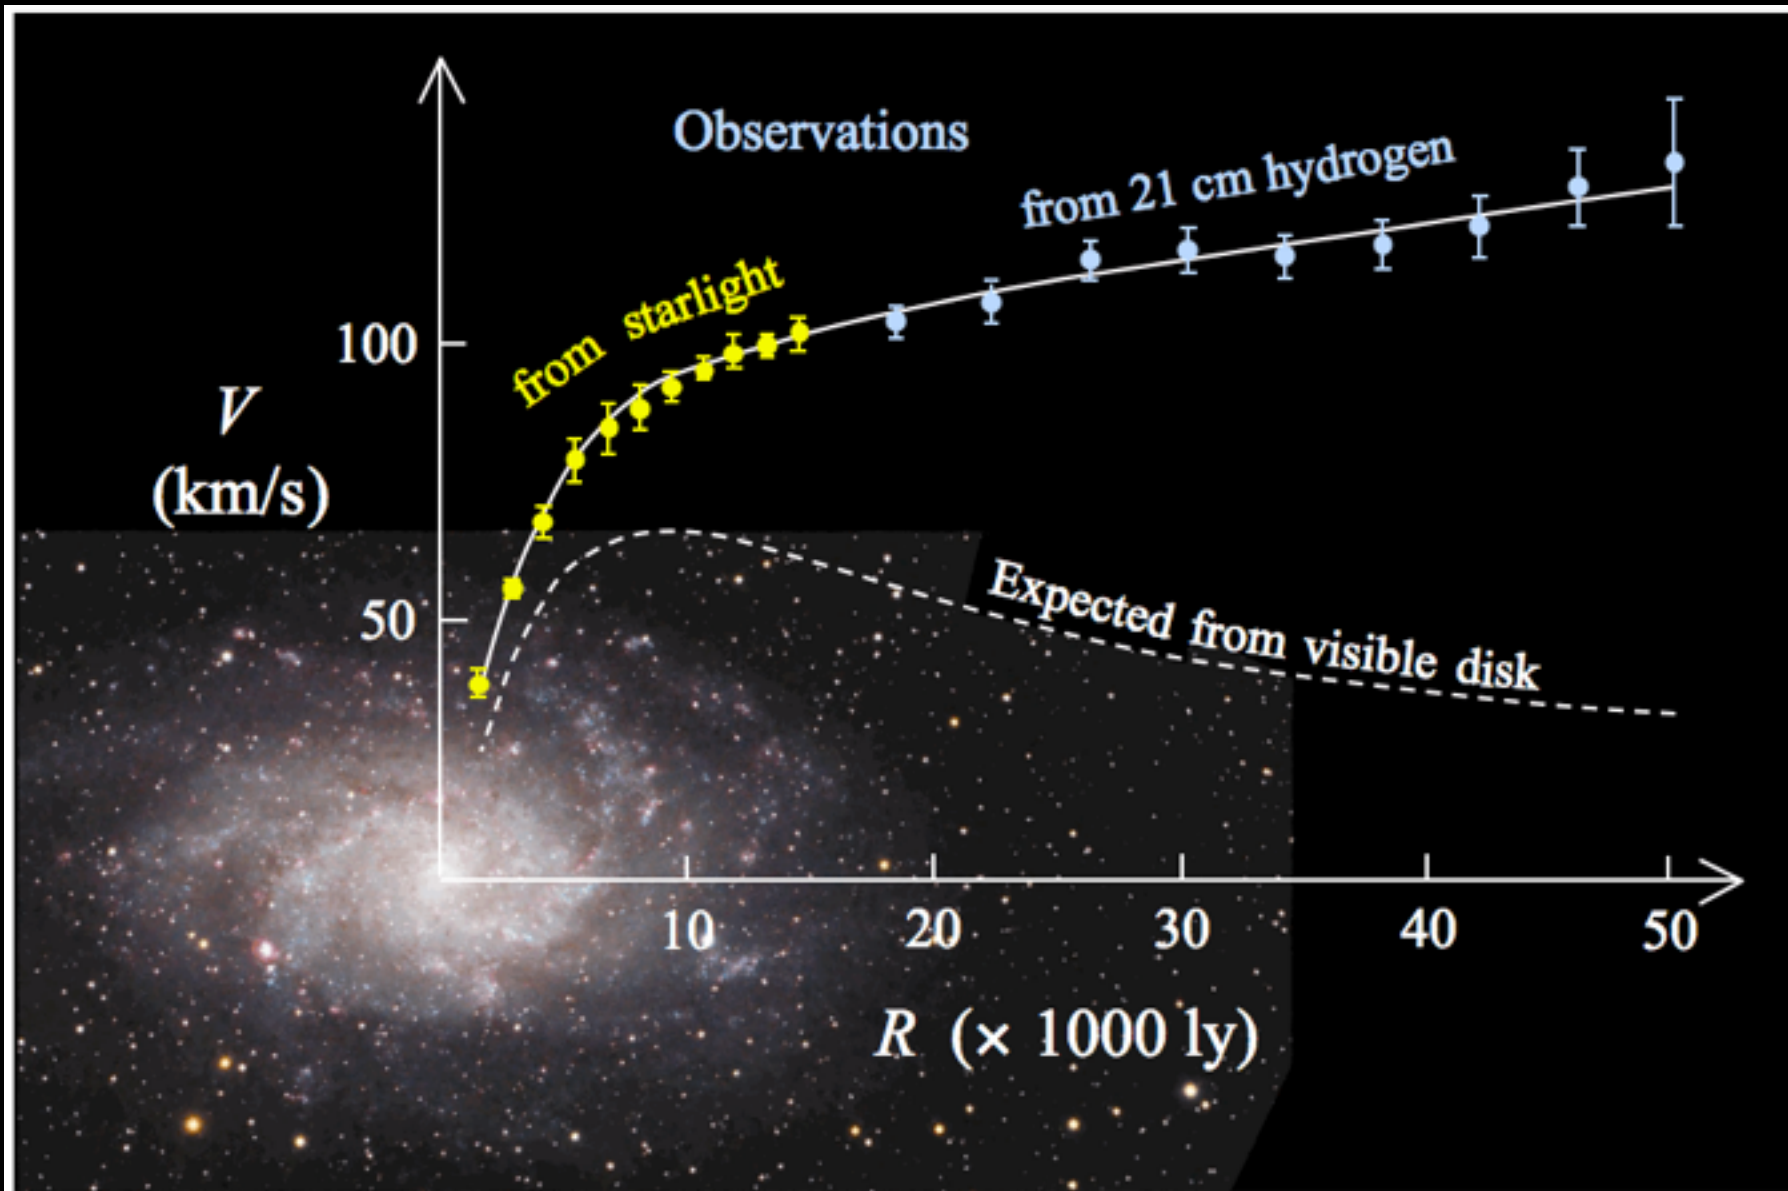 Observations
from 21 cm hydrogen
from starlight
100
V
(km/s)
50
Expected from visible disk
10 20 30 40 50
R (× 1000 ly)